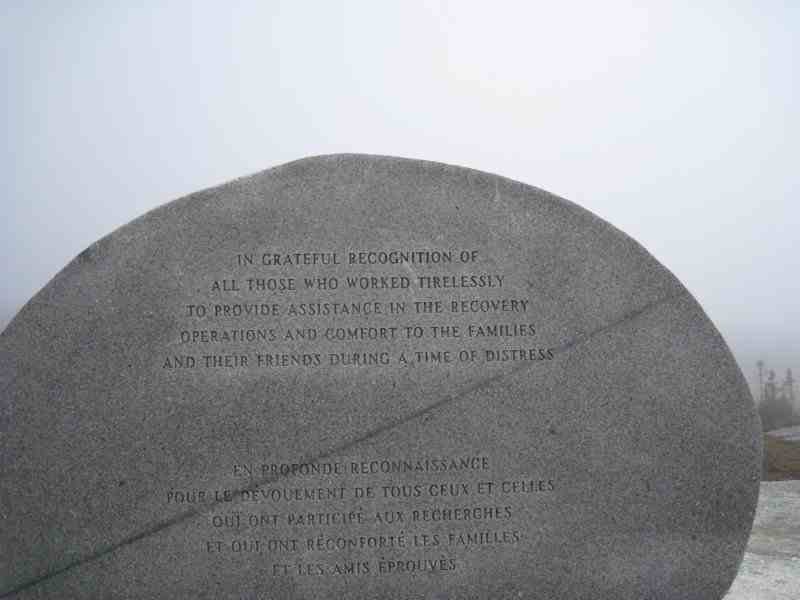 IN GRATEFUL RECOGNITION OF
ALL THOSE WHO WORKED TIRELESSLY
TO PROVIDE ASSISTANCE IN THE RECOVERY
OPERATIONS AND COMFORT TO THE FAMILIES
AND THEIR FRIENDS DURING A TIME OF DISTRESS
EN PROFONDE RECONNAISSANCE
POUR LE DÉVOUEMENT DE TOUS CEUX ET CELLES
QUI ONT PARTICIPÉ AUX RECHERCHES
ET QUI ONT RÉCONFORTÉ LES FAMILLES
ET LES AMIS ÉPROUVÉS